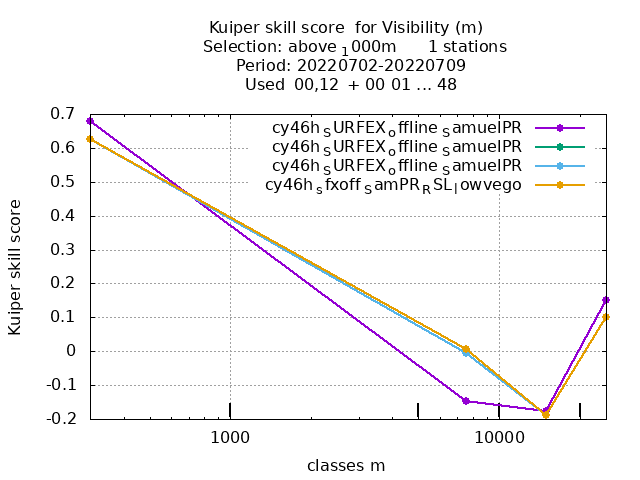 Kuiper skill score for Visibility (m)
Selection: above 1000m 1 stations
Period: 20220702-20220709
Used 00,12 + 00 01 ... 48
cy46h SURFEX offline SamuelPR
cy46h SURFEX offline SamuelPR
cy46h SURFEX offline SamuelPR
cy46h sfxoff SamPR RSL lowvego
Kuiper skill score
0.7
0.6
0.5
0.4
0.3
0.2
0.1
0
-0.1
-0.2
1000 10000
classes m